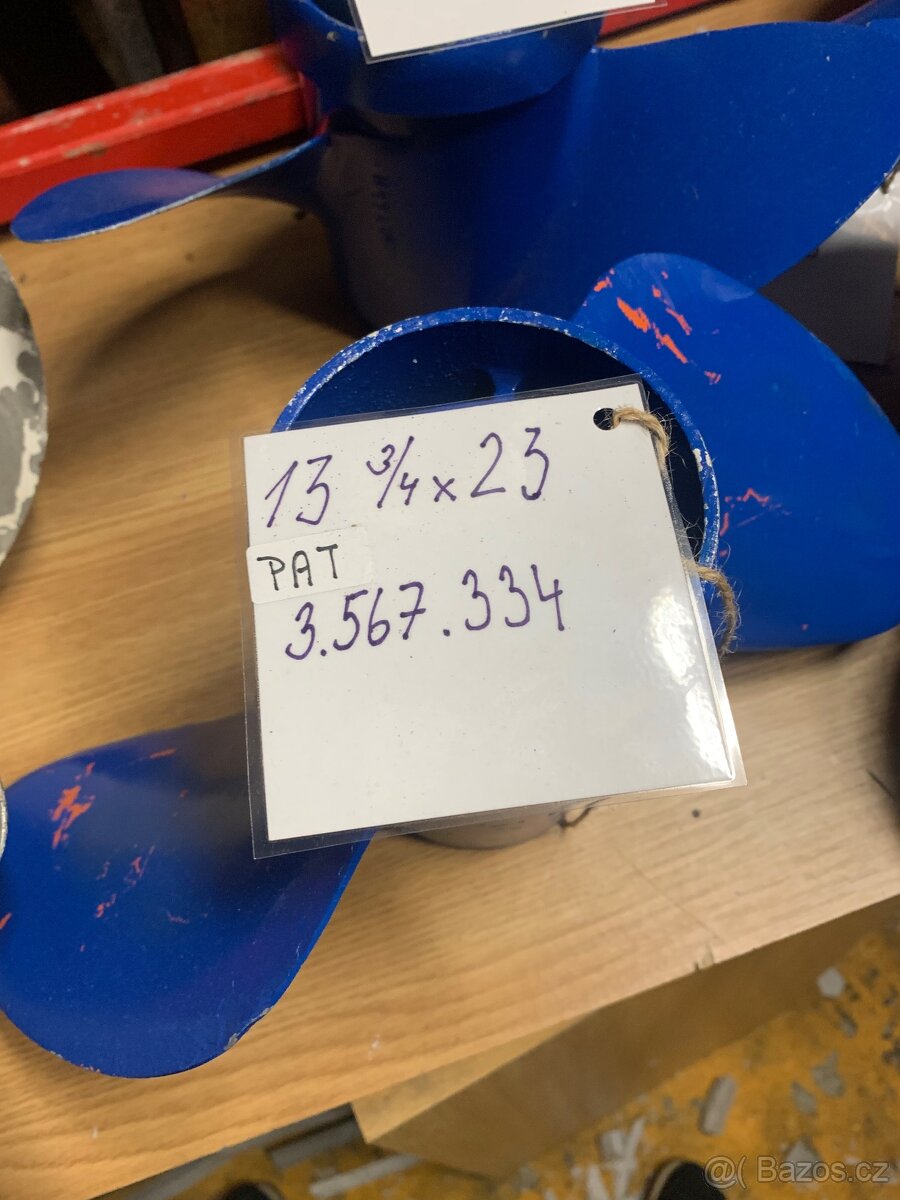 13 3/4 x 23
PAT
3.567.334
@( Bazos.cz